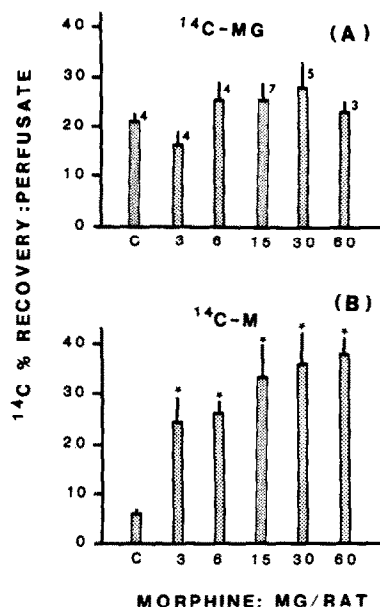 ¹⁴C-MG
(A)
40
30
20
10
0
4
4
4
7
5
3
C 3 6 15 30 60
¹⁴C % RECOVERY:PERFUSATE
¹⁴C-M
(B)
40
30
20
10
0
* * * * *
C 3 6 15 30 60
MORPHINE: MG/RAT